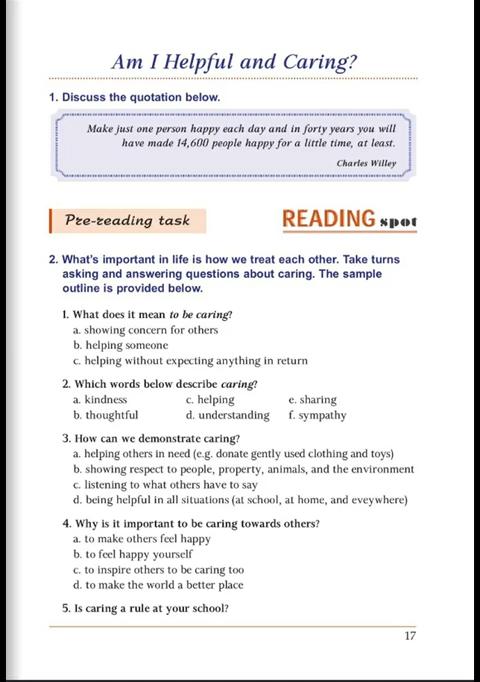 Am I Helpful and Caring?
1. Discuss the quotation below.
Make just one person happy each day and in forty years you will
have made 14,600 people happy for a little time, at least.
Charles Willey
Pre-reading task
READING spot
2. What's important in life is how we treat each other. Take turns
asking and answering questions about caring. The sample
outline is provided below.
1. What does it mean to be caring?
a. showing concern for others
b. helping someone
c. helping without expecting anything in return
2. Which words below describe caring?
a. kindness c. helping e. sharing
b. thoughtful d. understanding f. sympathy
3. How can we demonstrate caring?
a. helping others in need (e.g. donate gently used clothing and toys)
b. showing respect to people, property, animals, and the environment
c. listening to what others have to say
d. being helpful in all situations (at school, at home, and eveywhere)
4. Why is it important to be caring towards others?
a. to make others feel happy
b. to feel happy yourself
c. to inspire others to be caring too
d. to make the world a better place
5. Is caring a rule at your school?
17